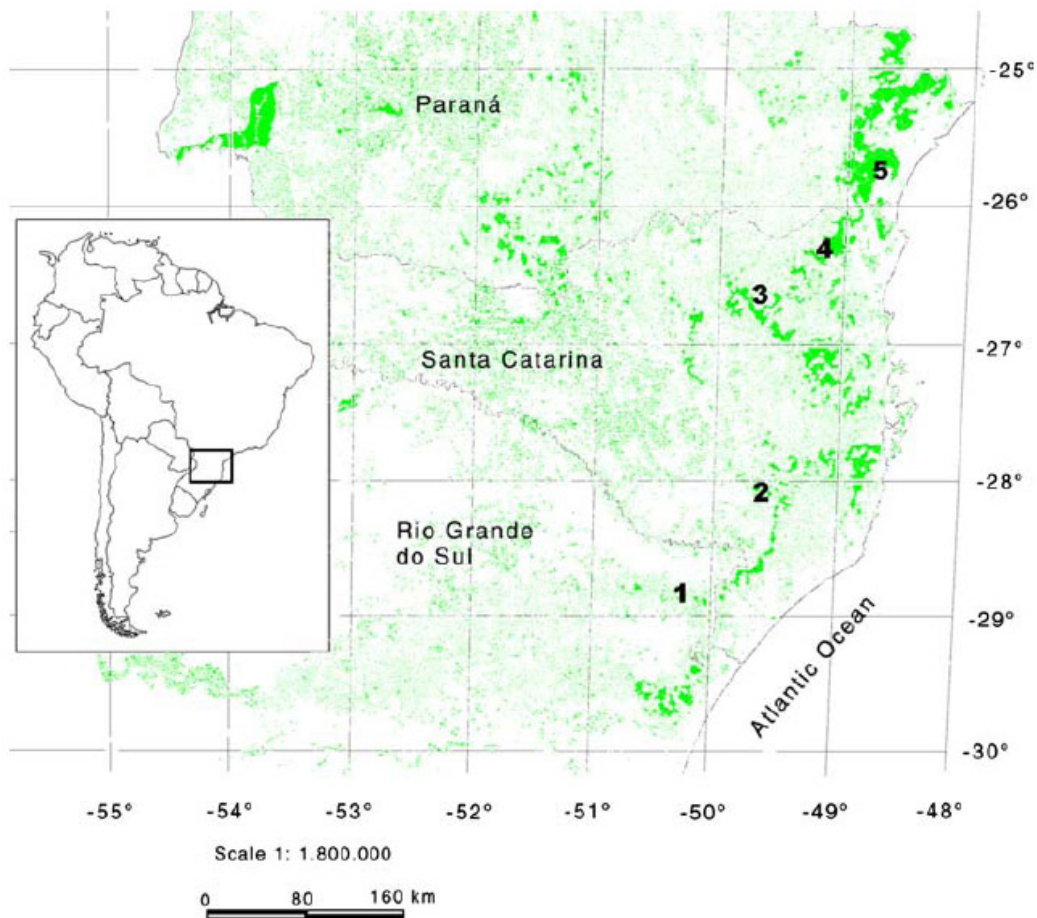 -25°
Paraná
5
-26°
4
3
-27°
Santa Catarina
-28°
2
Rio Grande
do Sul
1
-29°
Atlantic Ocean
-30°
-55° -54° -53° -52° -51° -50° -49° -48°
Scale 1: 1.800.000
0 80 160 km